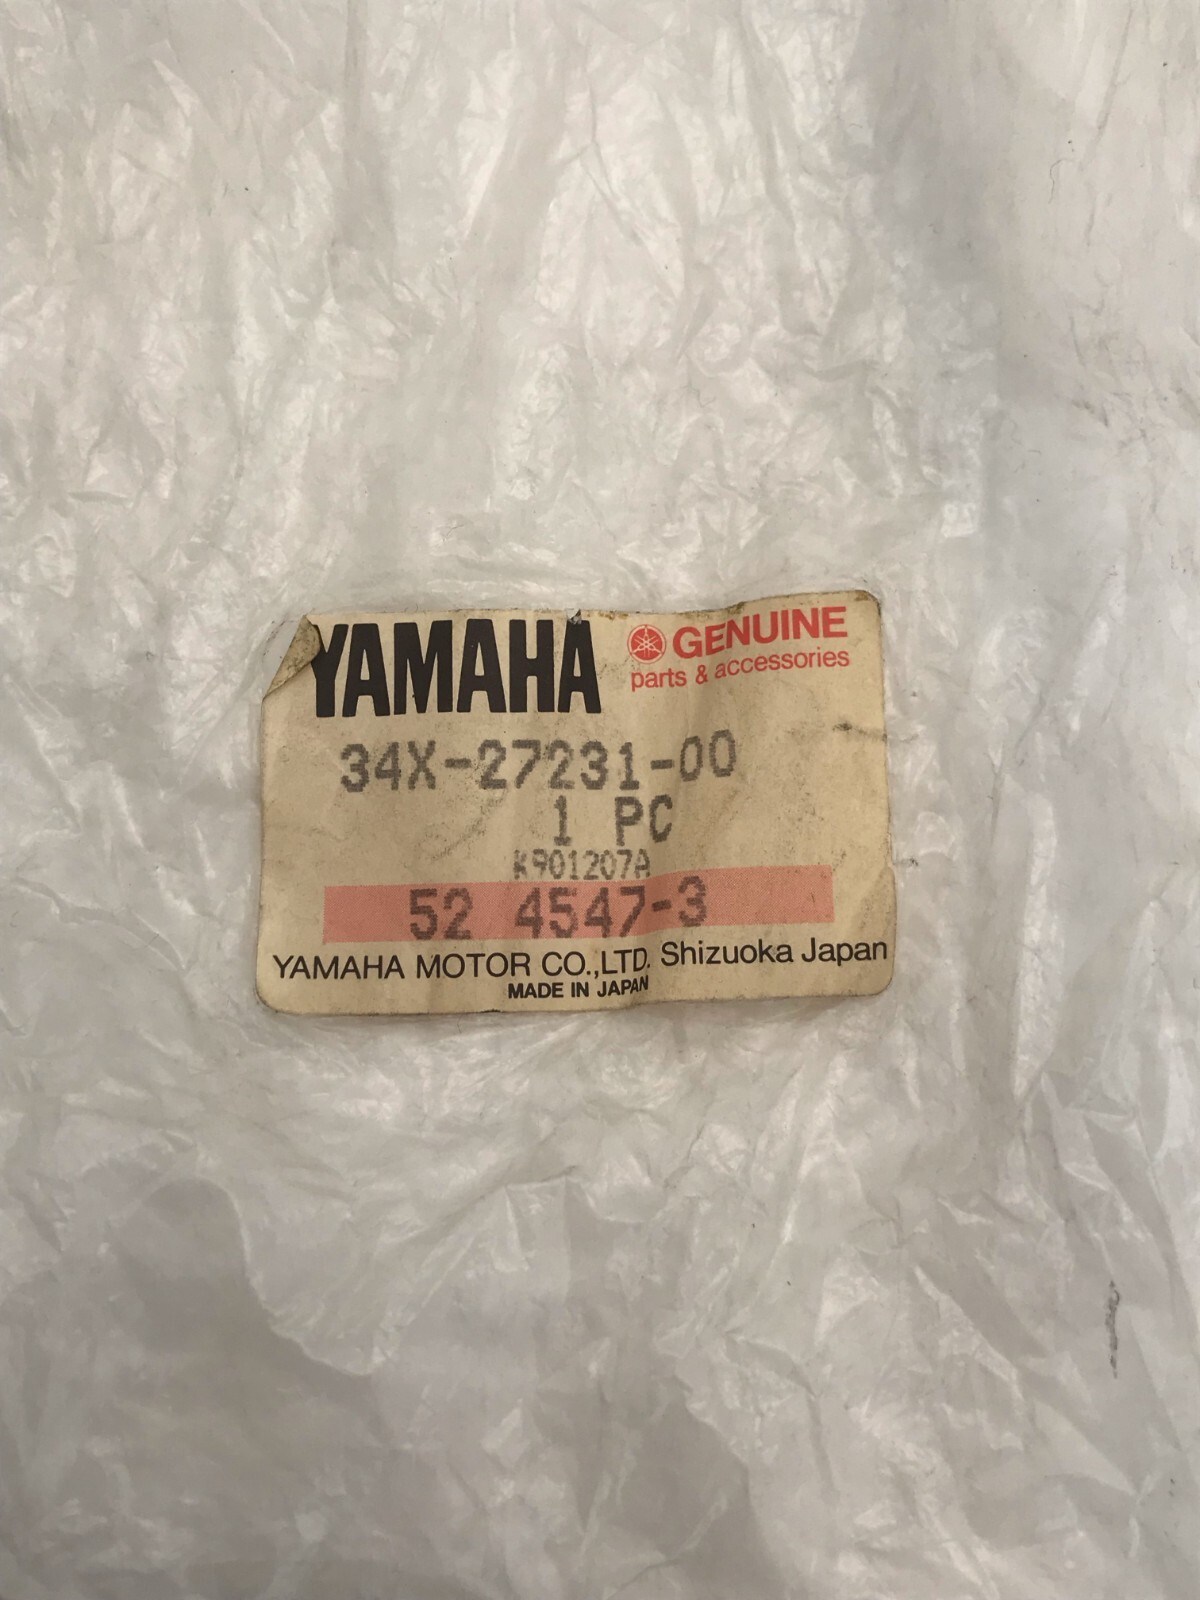 YAMAHA GENUINE
parts & accessories
34X-27231-00
1 PC
K901207A
52 4547-3
YAMAHA MOTOR CO.,LTD. Shizuoka Japan
MADE IN JAPAN